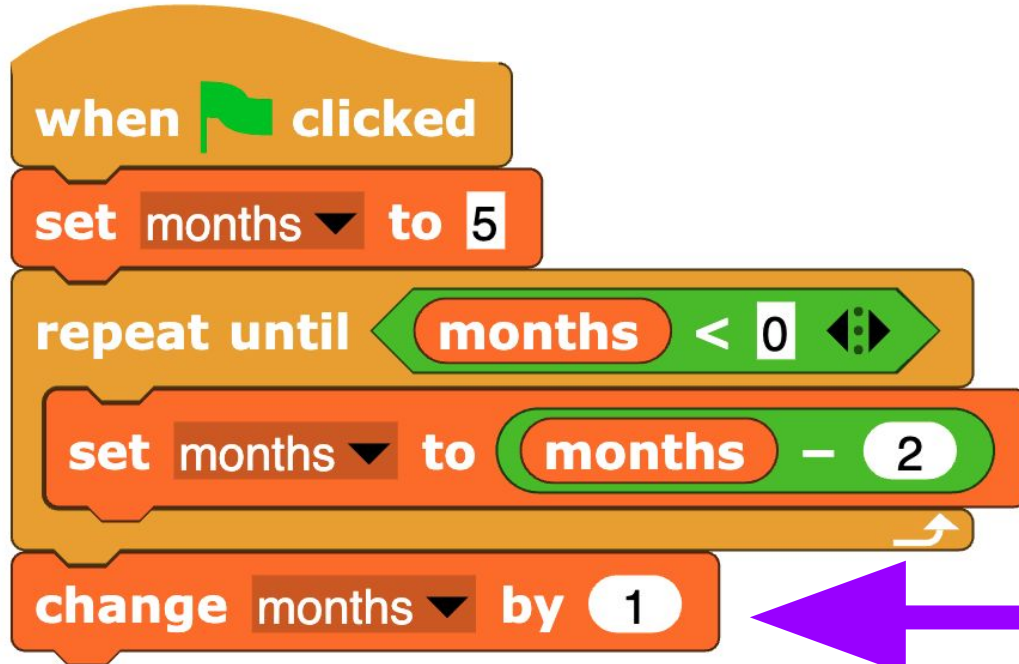 when clicked
set months to 5
repeat until months < 0
set months to months - 2
change months by 1